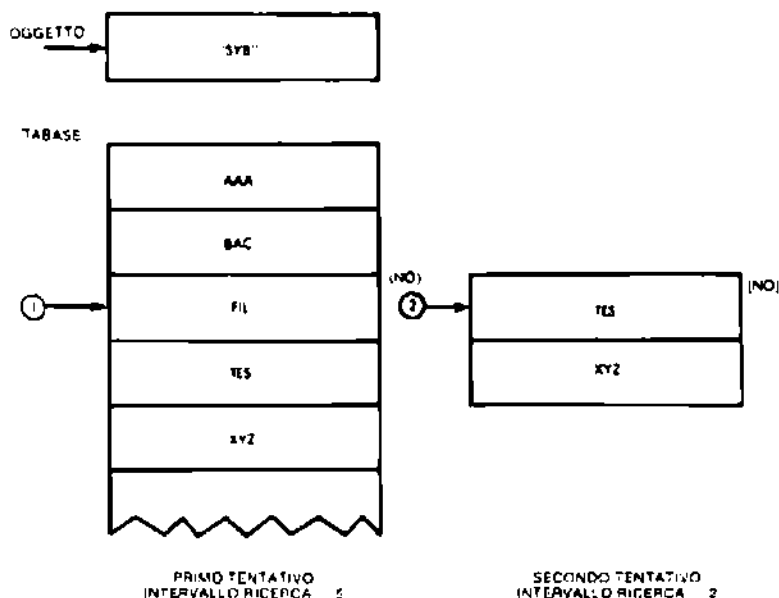 OGGETTO
"SYB"
TABASE
AAA
BAC
FIL
TES
XYZ
1
(NO)
2
TES
XYZ
(NO)
PRIMO TENTATIVO
INTERVALLO RICERCA 5
SECONDO TENTATIVO
INTERVALLO RICERCA 2